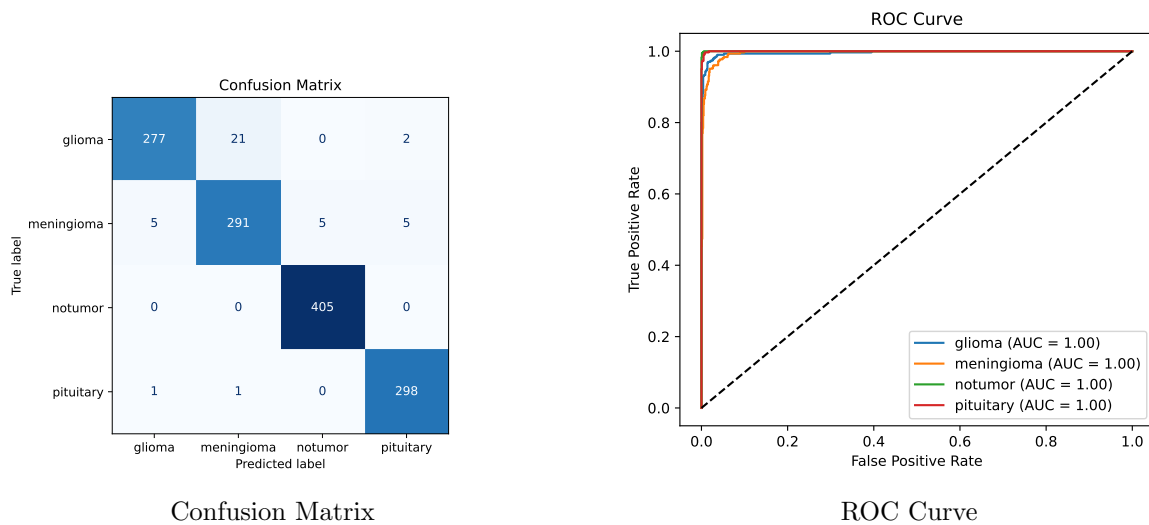 Confusion Matrix
True label
glioma 277 21 0 2
meningioma 5 291 5 5
notumor 0 0 405 0
pituitary 1 1 0 298
glioma meningioma notumor pituitary
Predicted label
Confusion Matrix
ROC Curve
True Positive Rate
1.0
0.8
0.6
0.4
0.2
0.0
glioma (AUC = 1.00)
meningioma (AUC = 1.00)
notumor (AUC = 1.00)
pituitary (AUC = 1.00)
0.0 0.2 0.4 0.6 0.8 1.0
False Positive Rate
ROC Curve